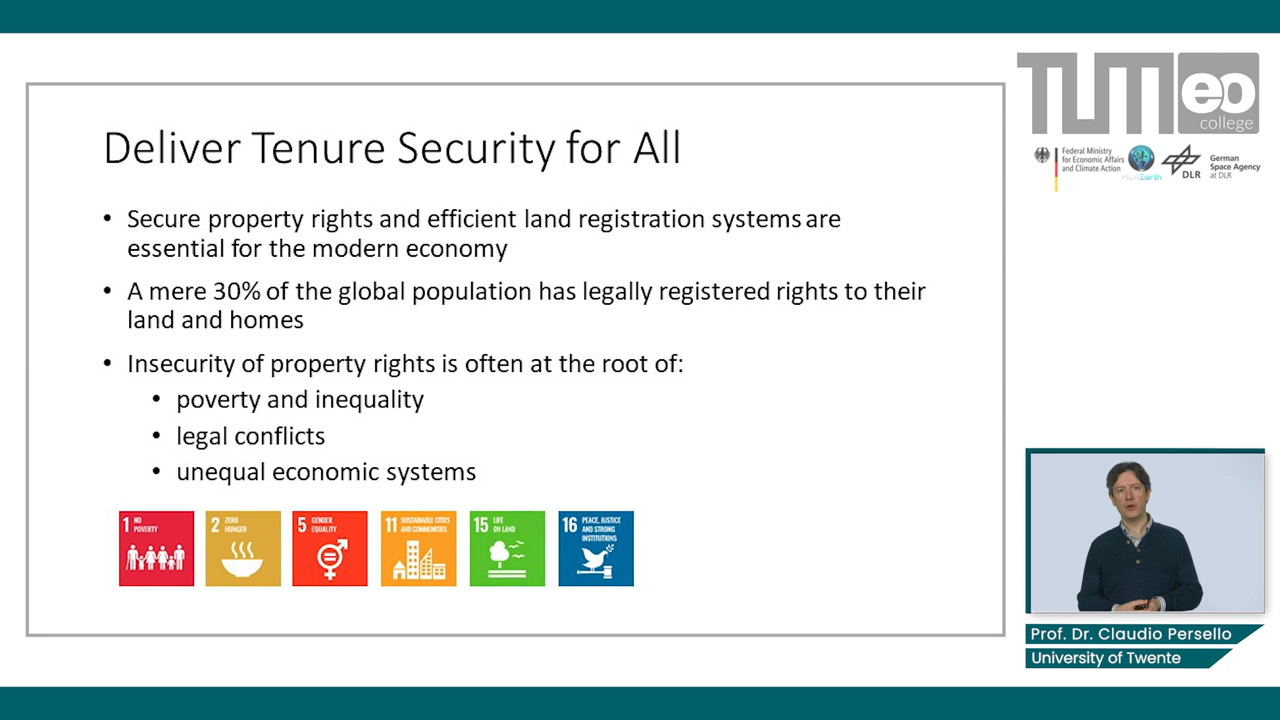 Deliver Tenure Security for All
• Secure property rights and efficient land registration systems are
essential for the modern economy
• A mere 30% of the global population has legally registered rights to their
land and homes
• Insecurity of property rights is often at the root of:
• poverty and inequality
• legal conflicts
• unequal economic systems
1 NO
POVERTY
2 ZERO
HUNGER
5 GENDER
EQUALITY
11 SUSTAINABLE CITIES
AND COMMUNITIES
15 LIFE
ON LAND
16 PEACE, JUSTICE
AND STRONG
INSTITUTIONS
TUM eo
college
Federal Ministry
for Economic Affairs
and Climate Action
ML4Earth
DLR
German
Space Agency
at DLR
Prof. Dr. Claudio Persello
University of Twente